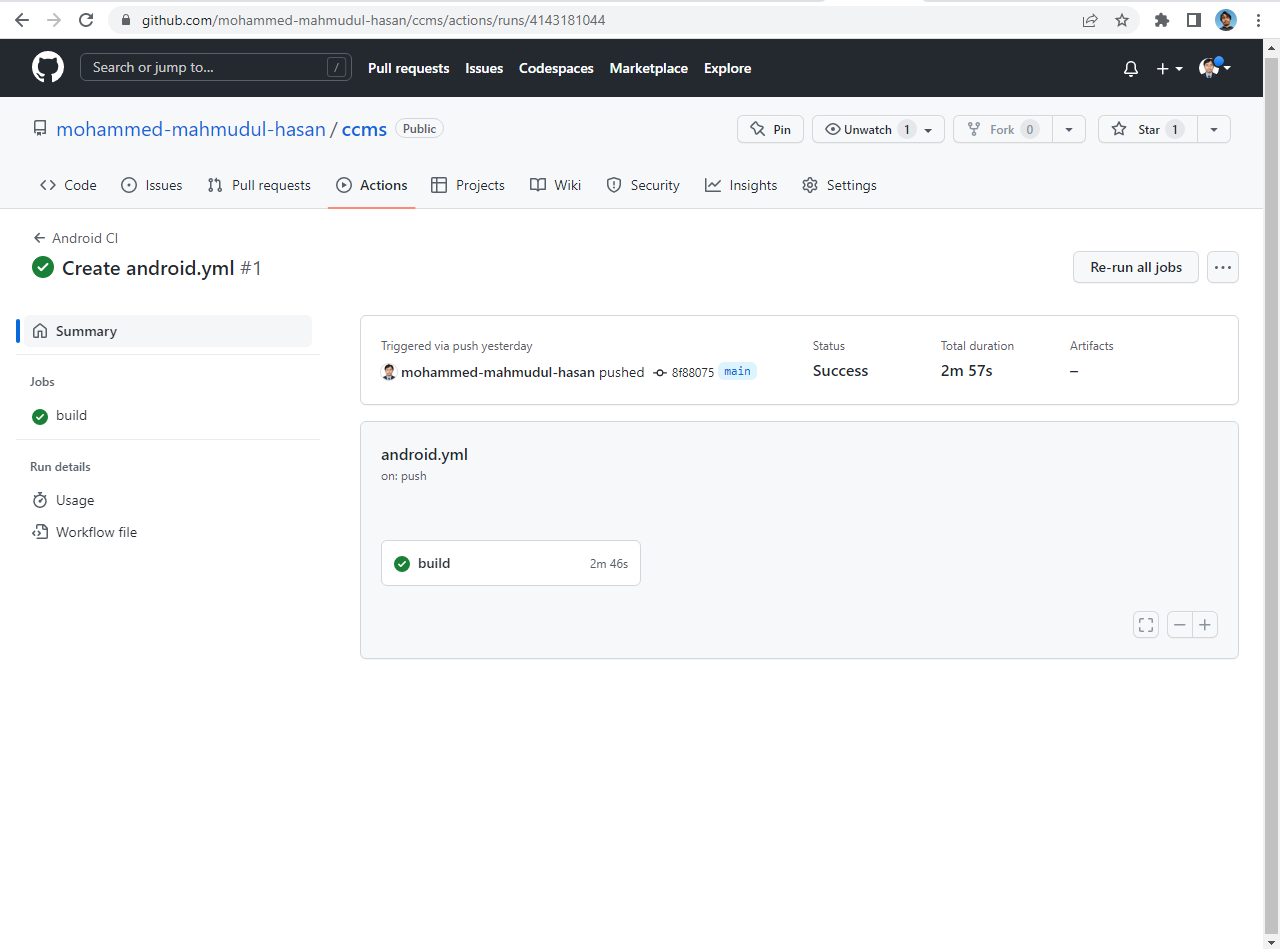 github.com/mohammed-mahmudul-hasan/ccms/actions/runs/4143181044
Search or jump to... / Pull requests Issues Codespaces Marketplace Explore
mohammed-mahmudul-hasan / ccms Public Pin Unwatch 1 Fork 0 Star 1
Code Issues Pull requests Actions Projects Wiki Security Insights Settings
Android CI
Create android.yml #1
Re-run all jobs
Summary
Jobs
build
Run details
Usage
Workflow file
Triggered via push yesterday
mohammed-mahmudul-hasan pushed 8f88075 main
Status
Success
Total duration
2m 57s
Artifacts
–
android.yml
on: push
build 2m 46s